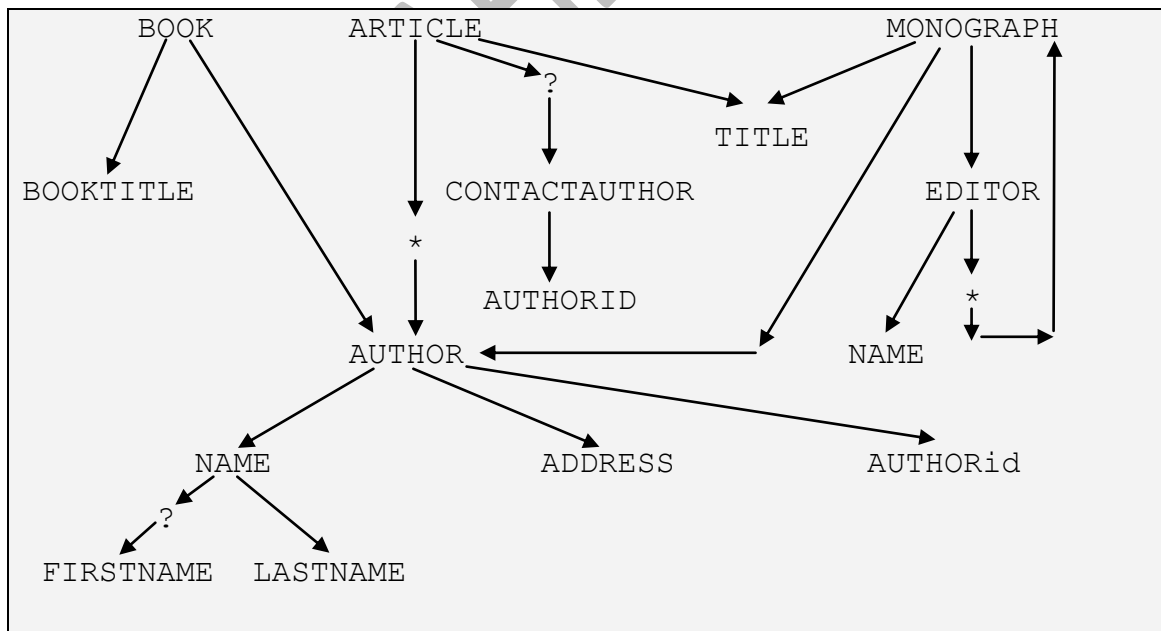 BOOK ARTICLE MONOGRAPH
?
TITLE
BOOKTITLE CONTACTAUTHOR EDITOR
*
AUTHORID *
AUTHOR NAME
NAME ADDRESS AUTHORid
?
FIRSTNAME LASTNAME